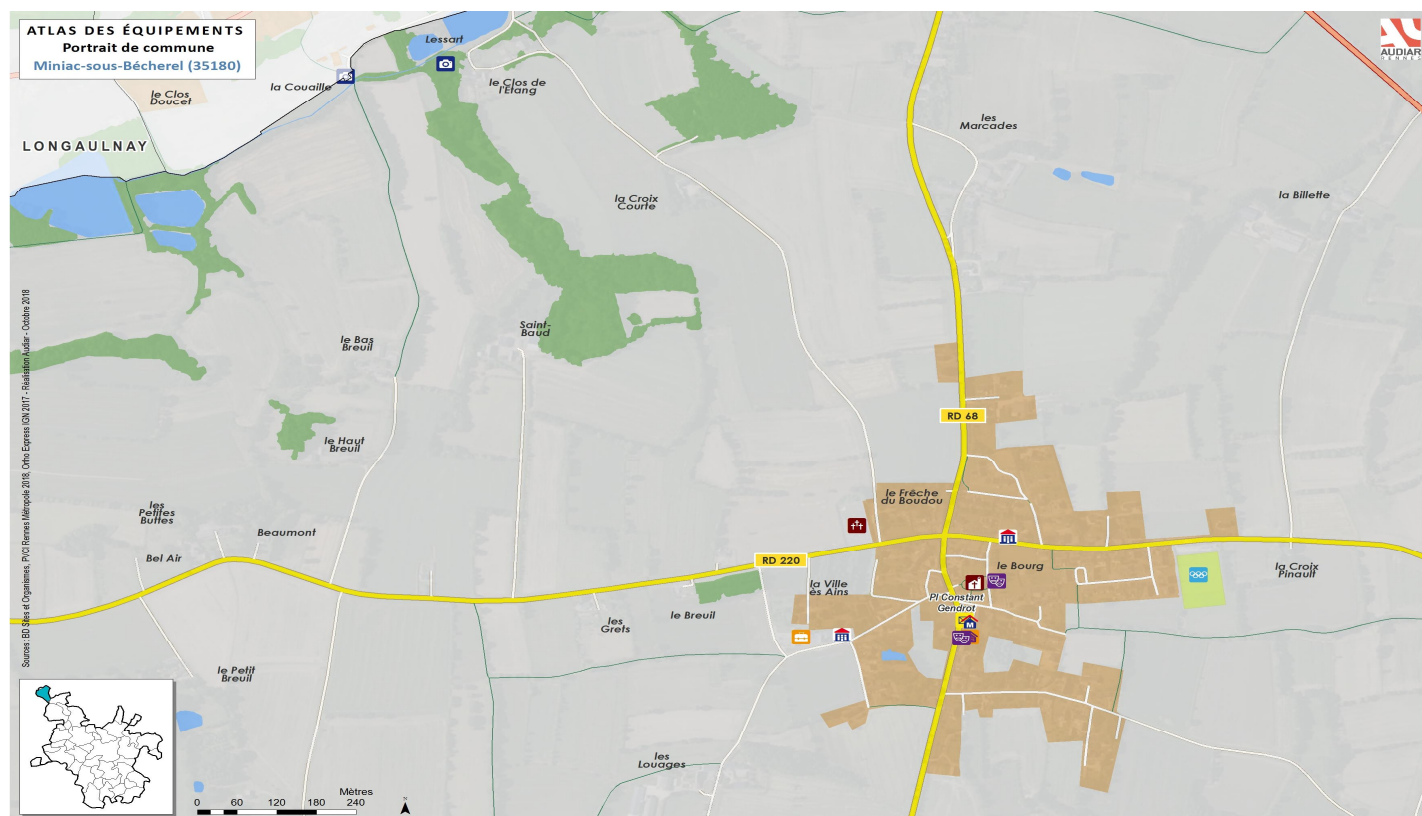 ATLAS DES ÉQUIPEMENTS
Portrait de commune
Miniac-sous-Bécherel (35180)
AUDIAR
RENNES
Lessart
la Couaille
le Clos
Doucet
le Clos de
l'Etang
LONGAULNAY
les
Marcades
la Croix
Courte
la Billette
Saint-
Baud
le Bas
Breuil
RD 68
le Haut
Breuil
le Frêche
du Boudou
les
Petites
Buttes
Beaumont
Bel Air
RD 220
le Bourg
la Croix
Pinault
la Ville
ès Ains
Pl Constant
Gendrot
M
le Breuil
les
Grets
le Petit
Breuil
les
Louages
Sources : BD Sites et Organismes, PVCI Rennes Métropole 2018, Ortho Express IGN 2017 - Réalisation Audiar - Octobre 2018
Mètres
0 60 120 180 240
N